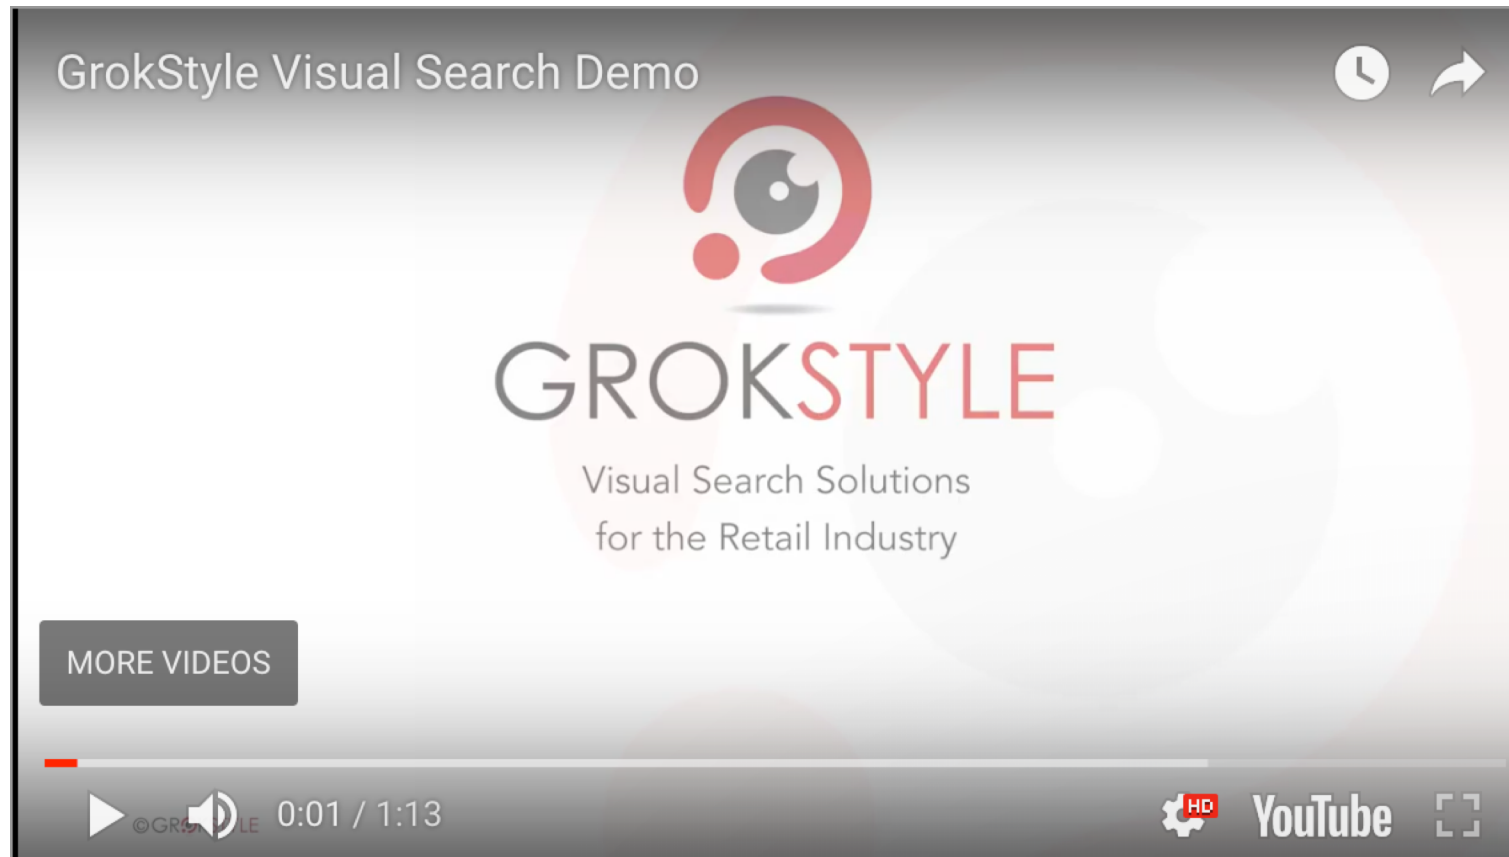 GrokStyle Visual Search Demo
GROKSTYLE
Visual Search Solutions
for the Retail Industry
MORE VIDEOS
©GROKSTYLE
0:01 / 1:13
HD
YouTube